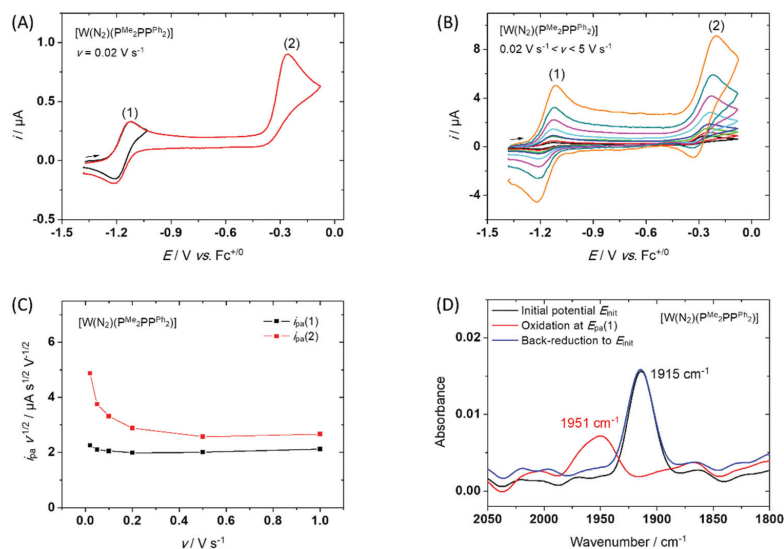 (A)
[W(N₂)(Pᴹᵉ₂PPᴾʰ₂)]
ν = 0.02 V s⁻¹
(1)
(2)
1.0
0.5
0.0
-0.5
i / µA
-1.5 -1.2 -0.9 -0.6 -0.3 0.0
E / V vs. Fc⁺/⁰
(B)
[W(N₂)(Pᴹᵉ₂PPᴾʰ₂)]
0.02 V s⁻¹ < ν < 5 V s⁻¹
(1)
(2)
8
4
0
-4
i / µA
-1.5 -1.2 -0.9 -0.6 -0.3 0.0
E / V vs. Fc⁺/⁰
(C)
[W(N₂)(Pᴹᵉ₂PPᴾʰ₂)]
iₚₐ(1)
iₚₐ(2)
6
4
2
0
iₚₐ ν¹/² / µA s¹/² V⁻¹/²
0.0 0.2 0.4 0.6 0.8 1.0
ν / V s⁻¹
(D)
Initial potential Eᵢₙᵢₜ
Oxidation at Eₚₐ(1)
Back-reduction to Eᵢₙᵢₜ
[W(N₂)(Pᴹᵉ₂PPᴾʰ₂)]
1915 cm⁻¹
1951 cm⁻¹
0.02
0.01
0.00
Absorbance
2050 2000 1950 1900 1850 1800
Wavenumber / cm⁻¹